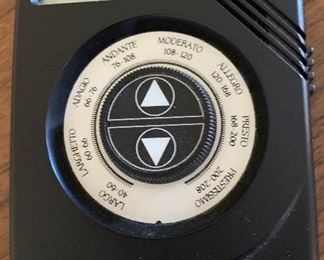 LARGO
40-60
LARGHETTO
60-66
ADAGIO
66-76
ANDANTE
76-108
MODERATO
108-120
ALLEGRO
120-168
PRESTO
168-200
PRESTISSIMO
200-208